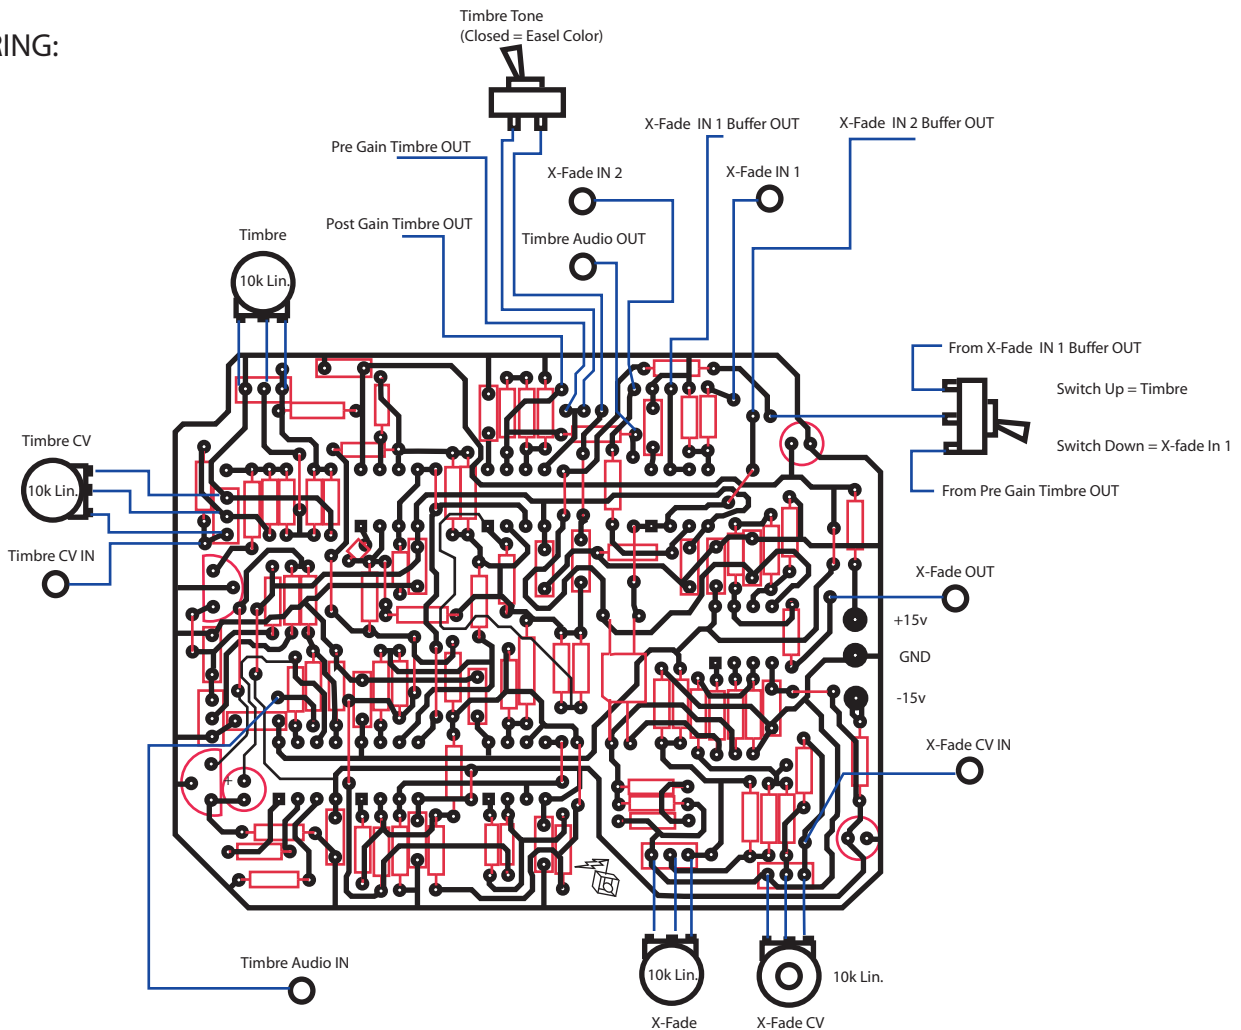 RING:
Timbre Tone
(Closed = Easel Color)
X-Fade IN 1 Buffer OUT
X-Fade IN 2 Buffer OUT
Pre Gain Timbre OUT
X-Fade IN 2
X-Fade IN 1
Post Gain Timbre OUT
Timbre Audio OUT
Timbre
10k Lin.
From X-Fade IN 1 Buffer OUT
Switch Up = Timbre
Switch Down = X-fade In 1
From Pre Gain Timbre OUT
Timbre CV
10k Lin.
Timbre CV IN
X-Fade OUT
+15v
GND
-15v
X-Fade CV IN
+
Timbre Audio IN
10k Lin.
10k Lin.
X-Fade
X-Fade CV